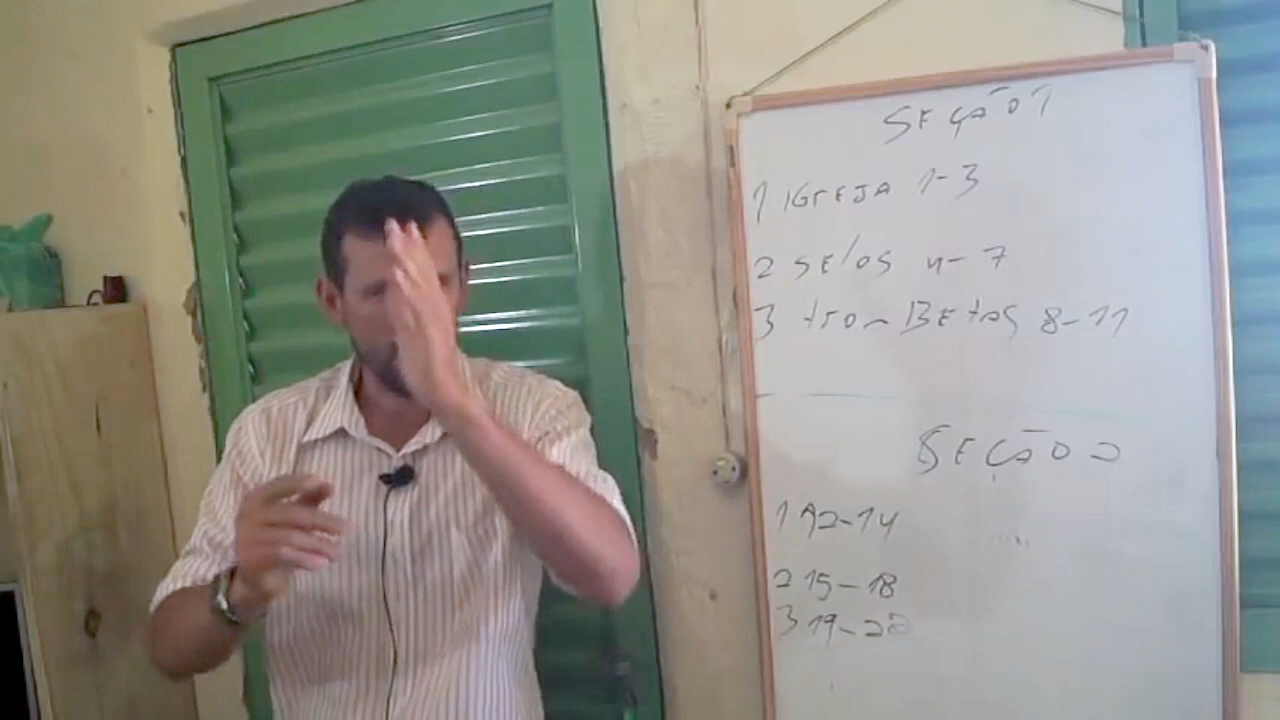 SEÇÃO 1
1 IGrEJA 1-3
2 SElOS 4-7
3 trOmBEtAS 8-11
SEÇÃO 2
1 12-14
2 15-18
3 19-22